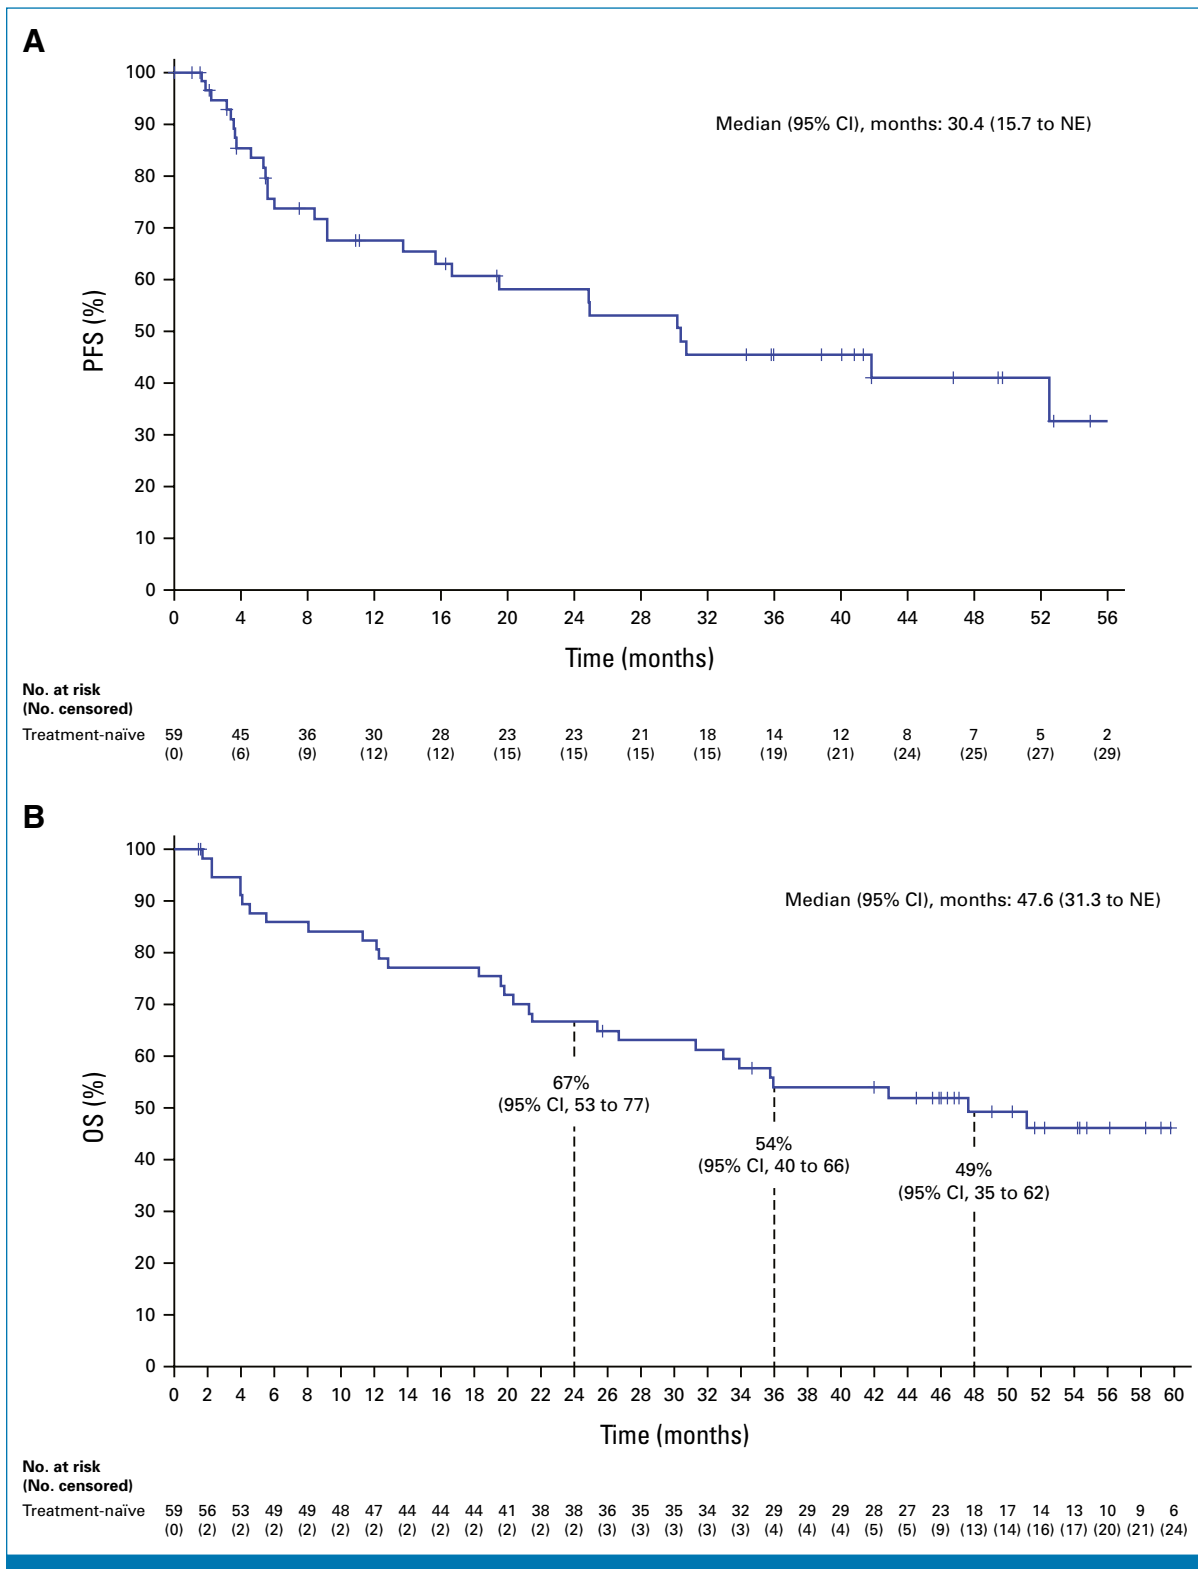 A
100
90
80
70
60
50
40
30
20
10
0
PFS (%)
Median (95% CI), months: 30.4 (15.7 to NE)
0 4 8 12 16 20 24 28 32 36 40 44 48 52 56
Time (months)
No. at risk
(No. censored)
Treatment-naïve 59 45 36 30 28 23 23 21 18 14 12 8 7 5 2
(0) (6) (9) (12) (12) (15) (15) (15) (15) (19) (21) (24) (25) (27) (29)
B
100
90
80
70
60
50
40
30
20
10
0
OS (%)
Median (95% CI), months: 47.6 (31.3 to NE)
67%
(95% CI, 53 to 77)
54%
(95% CI, 40 to 66)
49%
(95% CI, 35 to 62)
0 2 4 6 8 10 12 14 16 18 20 22 24 26 28 30 32 34 36 38 40 42 44 46 48 50 52 54 56 58 60
Time (months)
No. at risk
(No. censored)
Treatment-naïve 59 56 53 49 49 48 47 44 44 44 41 38 38 36 35 35 34 32 29 29 29 28 27 23 18 17 14 13 10 9 6
(0) (2) (2) (2) (2) (2) (2) (2) (2) (2) (2) (2) (2) (3) (3) (3) (3) (3) (4) (4) (4) (5) (5) (9) (13) (14) (16) (17) (20) (21) (24)